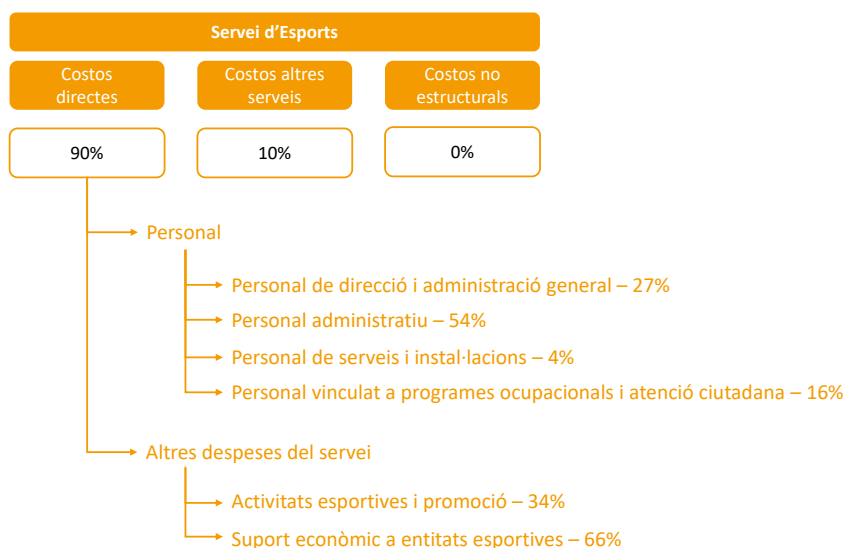 Servei d’Esports
Costos directes
Costos altres serveis
Costos no estructurals
90%
10%
0%
Personal
Personal de direcció i administració general – 27%
Personal administratiu – 54%
Personal de serveis i instal·lacions – 4%
Personal vinculat a programes ocupacionals i atenció ciutadana – 16%
Altres despeses del servei
Activitats esportives i promoció – 34%
Suport econòmic a entitats esportives – 66%